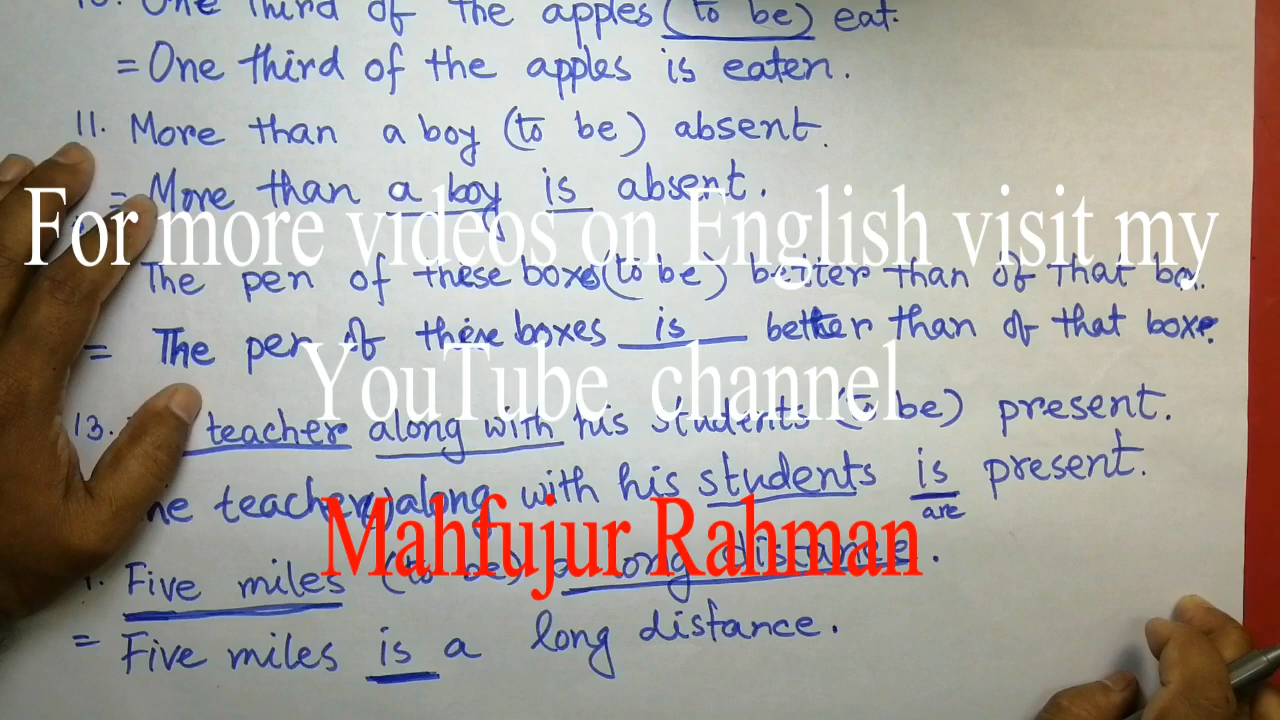 One third of the apples (to be) eat.
= One third of the apples is eaten.
11. More than a boy (to be) absent.
= More than a boy is absent.
For more videos on English visit my
The pen of these boxes (to be) better than of that box.
= The pen of these boxes is better than of that boxe.
YouTube channel
13. teacher along with his students (to be) present.
teacher along with his students is present.
are
Mahfujur Rahman
Five miles (to be) a long distance.
= Five miles is a long distance.